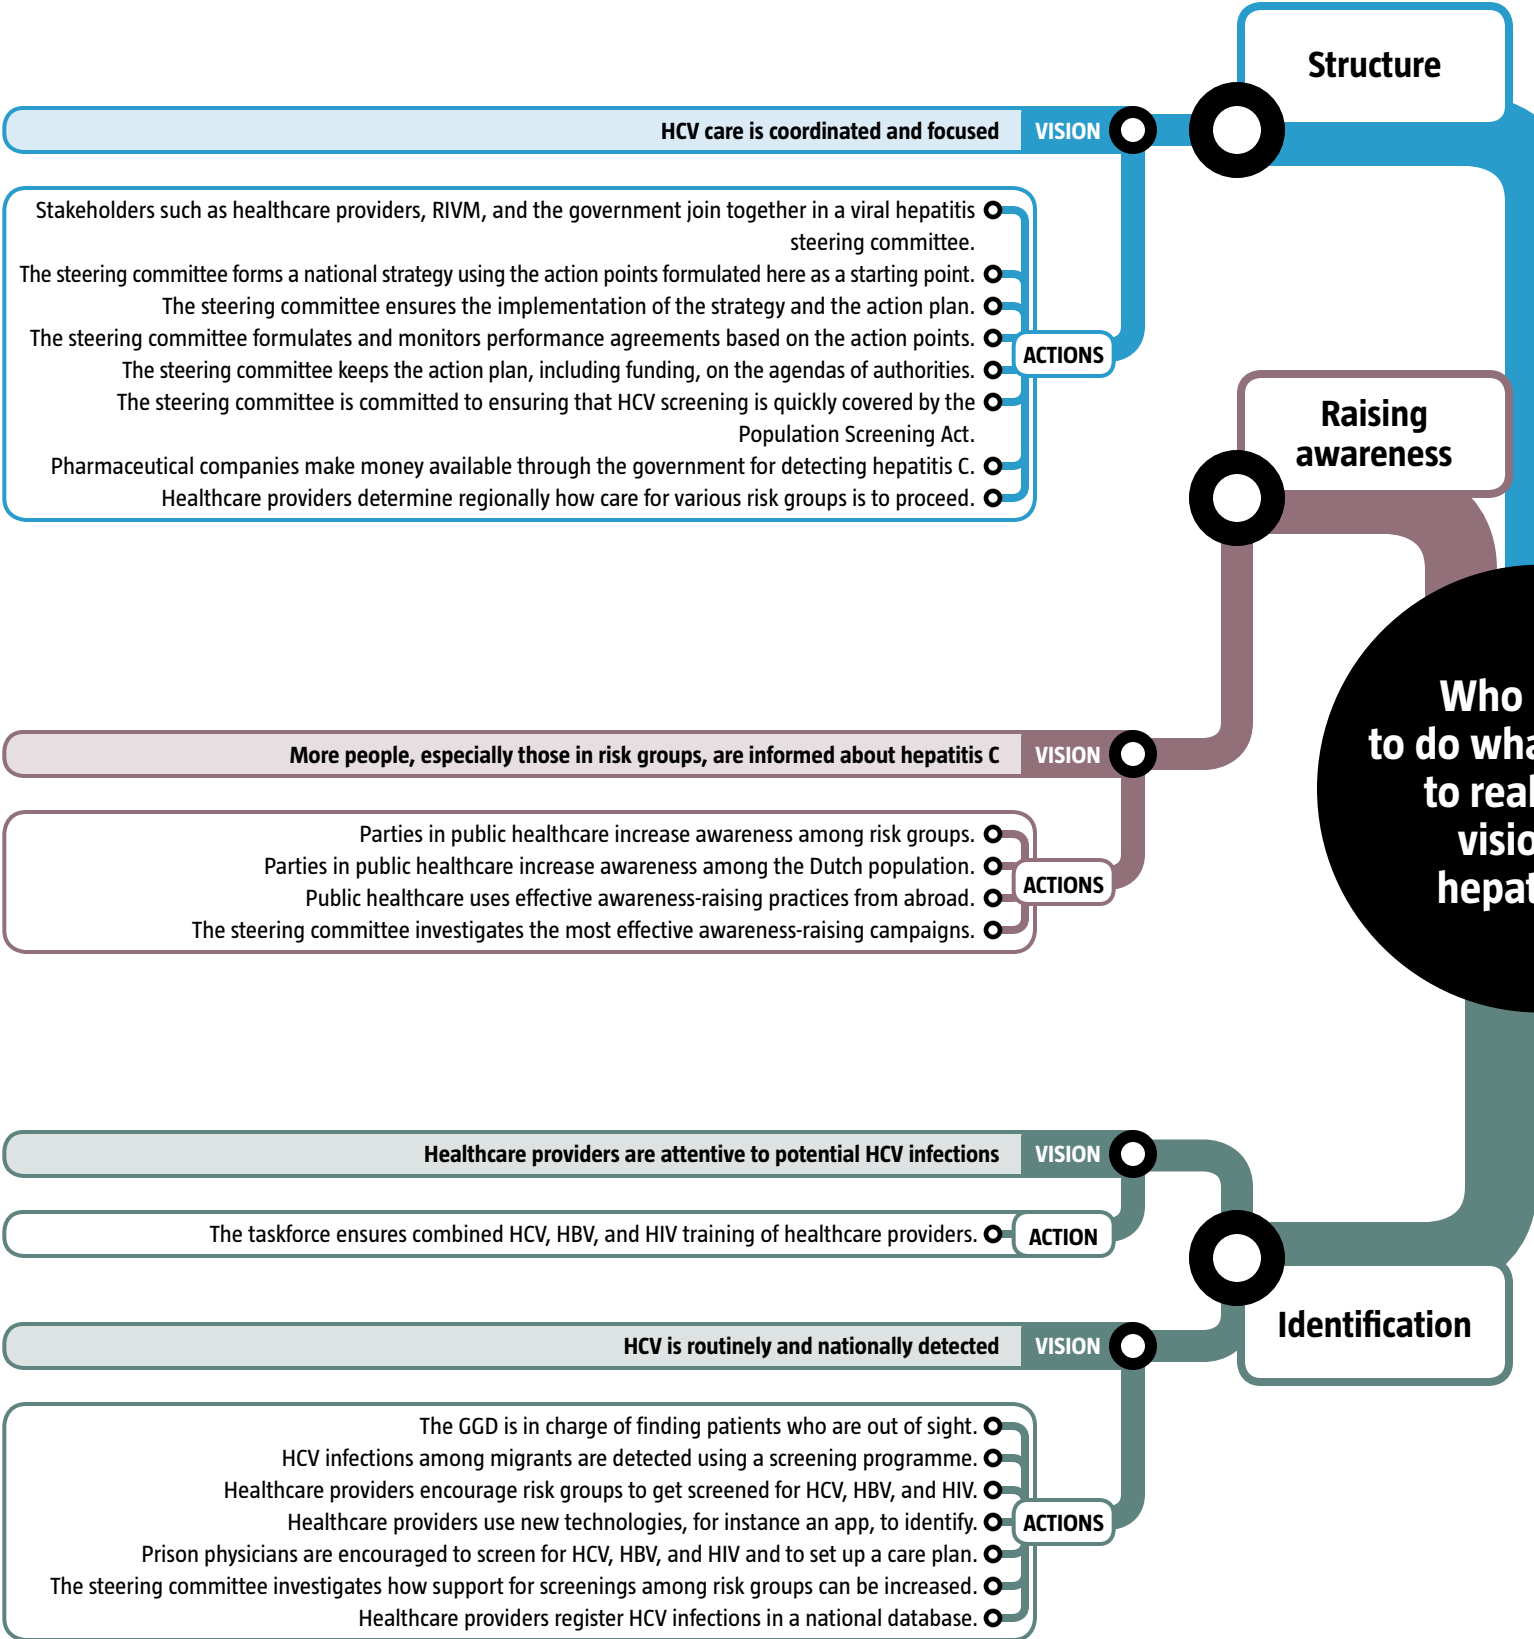 Structure
HCV care is coordinated and focused
VISION
Stakeholders such as healthcare providers, RIVM, and the government join together in a viral hepatitis
steering committee.
The steering committee forms a national strategy using the action points formulated here as a starting point.
The steering committee ensures the implementation of the strategy and the action plan.
The steering committee formulates and monitors performance agreements based on the action points.
The steering committee keeps the action plan, including funding, on the agendas of authorities.
The steering committee is committed to ensuring that HCV screening is quickly covered by the
Population Screening Act.
Pharmaceutical companies make money available through the government for detecting hepatitis C.
Healthcare providers determine regionally how care for various risk groups is to proceed.
ACTIONS
Raising
awareness
More people, especially those in risk groups, are informed about hepatitis C
VISION
Parties in public healthcare increase awareness among risk groups.
Parties in public healthcare increase awareness among the Dutch population.
Public healthcare uses effective awareness-raising practices from abroad.
The steering committee investigates the most effective awareness-raising campaigns.
ACTIONS
Who
to do wha
to real
visio
hepat
Healthcare providers are attentive to potential HCV infections
VISION
The taskforce ensures combined HCV, HBV, and HIV training of healthcare providers.
ACTION
Identification
HCV is routinely and nationally detected
VISION
The GGD is in charge of finding patients who are out of sight.
HCV infections among migrants are detected using a screening programme.
Healthcare providers encourage risk groups to get screened for HCV, HBV, and HIV.
Healthcare providers use new technologies, for instance an app, to identify.
Prison physicians are encouraged to screen for HCV, HBV, and HIV and to set up a care plan.
The steering committee investigates how support for screenings among risk groups can be increased.
Healthcare providers register HCV infections in a national database.
ACTIONS